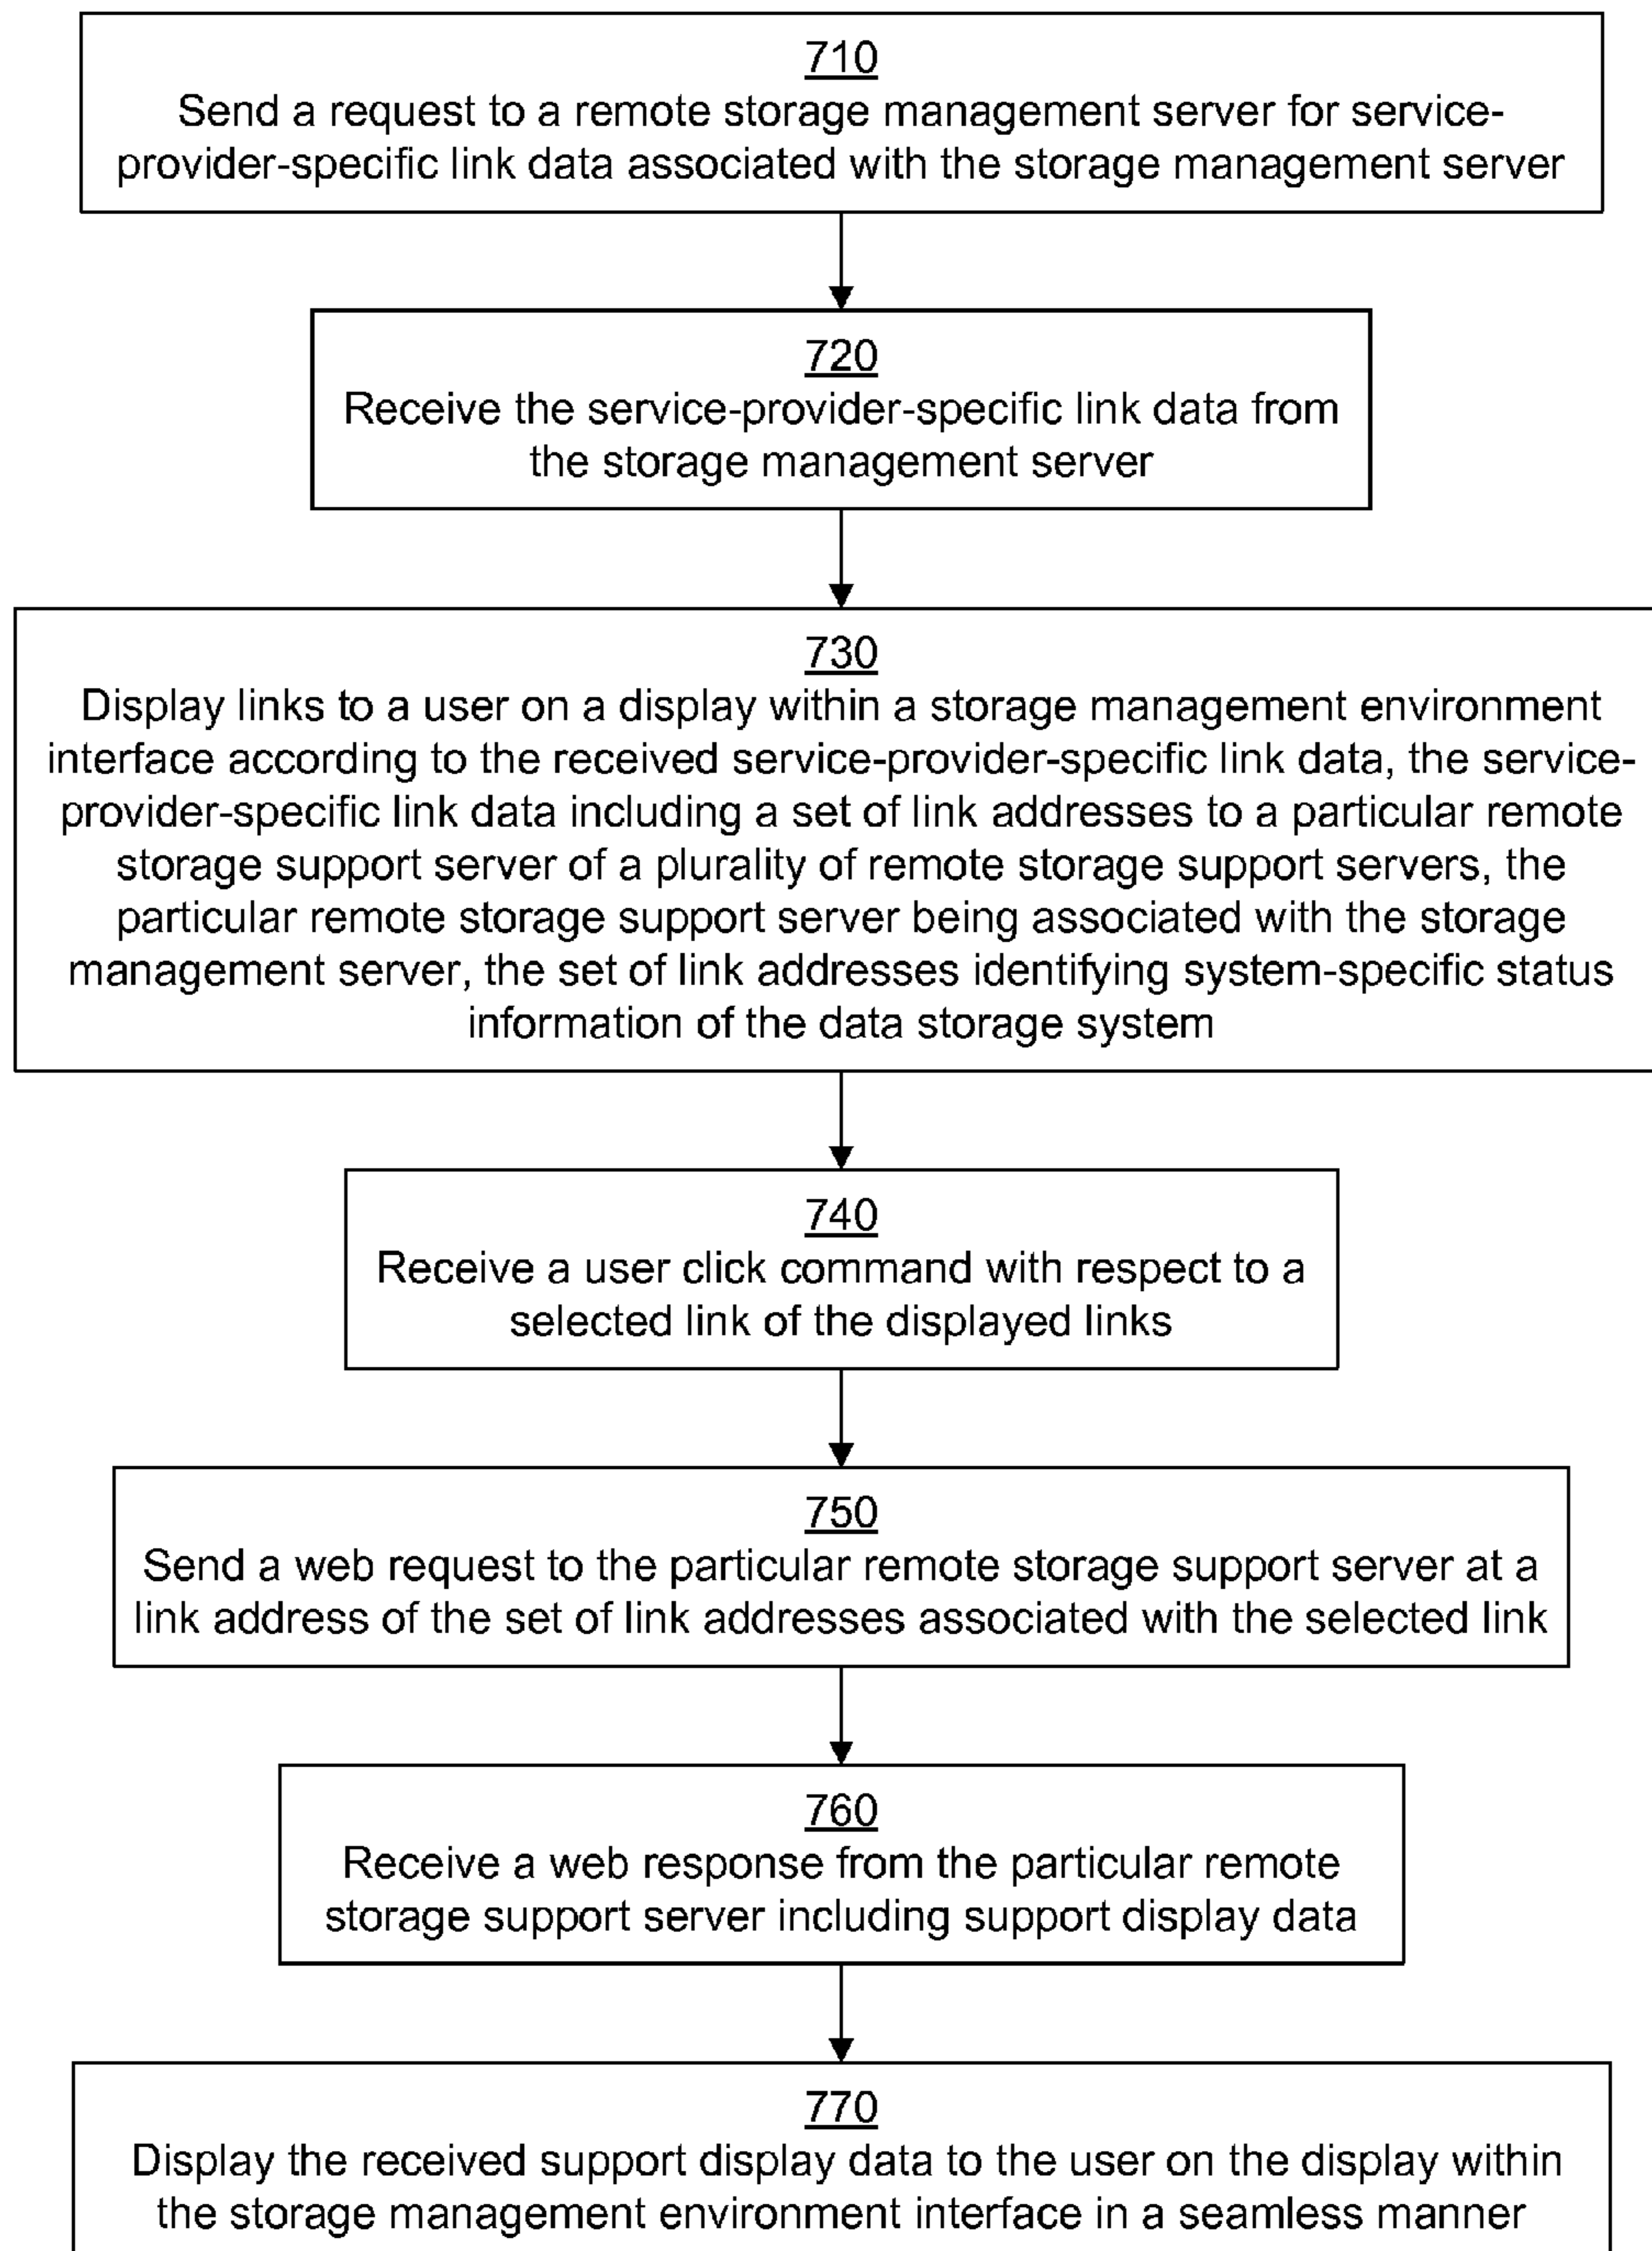 710
Send a request to a remote storage management server for service-
provider-specific link data associated with the storage management server
720
Receive the service-provider-specific link data from
the storage management server
730
Display links to a user on a display within a storage management environment
interface according to the received service-provider-specific link data, the service-
provider-specific link data including a set of link addresses to a particular remote
storage support server of a plurality of remote storage support servers, the
particular remote storage support server being associated with the storage
management server, the set of link addresses identifying system-specific status
information of the data storage system
740
Receive a user click command with respect to a
selected link of the displayed links
750
Send a web request to the particular remote storage support server at a
link address of the set of link addresses associated with the selected link
760
Receive a web response from the particular remote
storage support server including support display data
770
Display the received support display data to the user on the display within
the storage management environment interface in a seamless manner